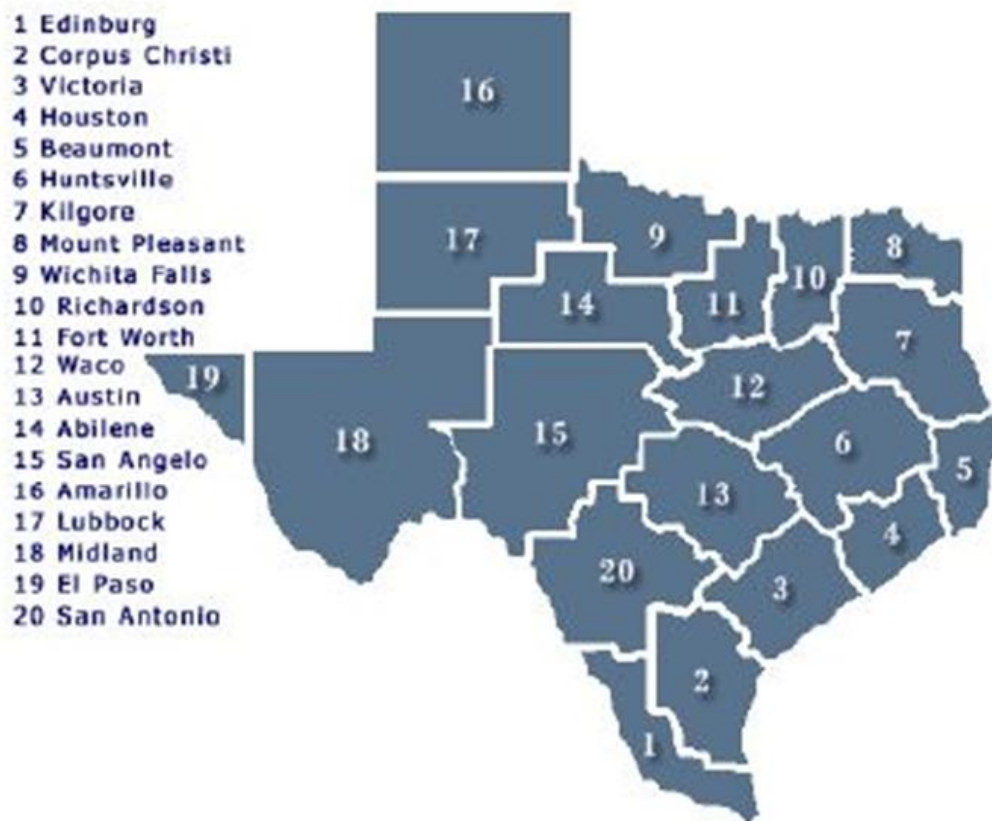 1 Edinburg
2 Corpus Christi
3 Victoria
4 Houston
5 Beaumont
6 Huntsville
7 Kilgore
8 Mount Pleasant
9 Wichita Falls
10 Richardson
11 Fort Worth
12 Waco
13 Austin
14 Abilene
15 San Angelo
16 Amarillo
17 Lubbock
18 Midland
19 El Paso
20 San Antonio
16
17
9
8
10
14
11
7
19
12
18
15
6
5
13
4
20
3
2
1